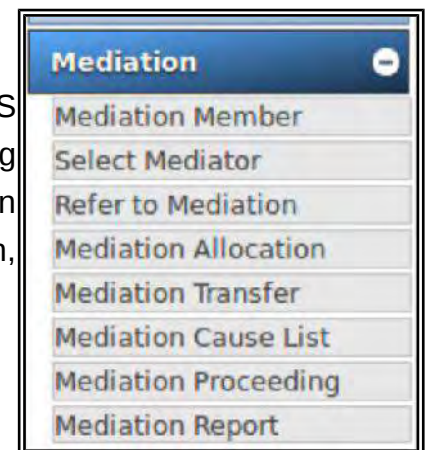 Mediation
S Mediation Member
g Select Mediator
n Refer to Mediation
n, Mediation Allocation
Mediation Transfer
Mediation Cause List
Mediation Proceeding
Mediation Report